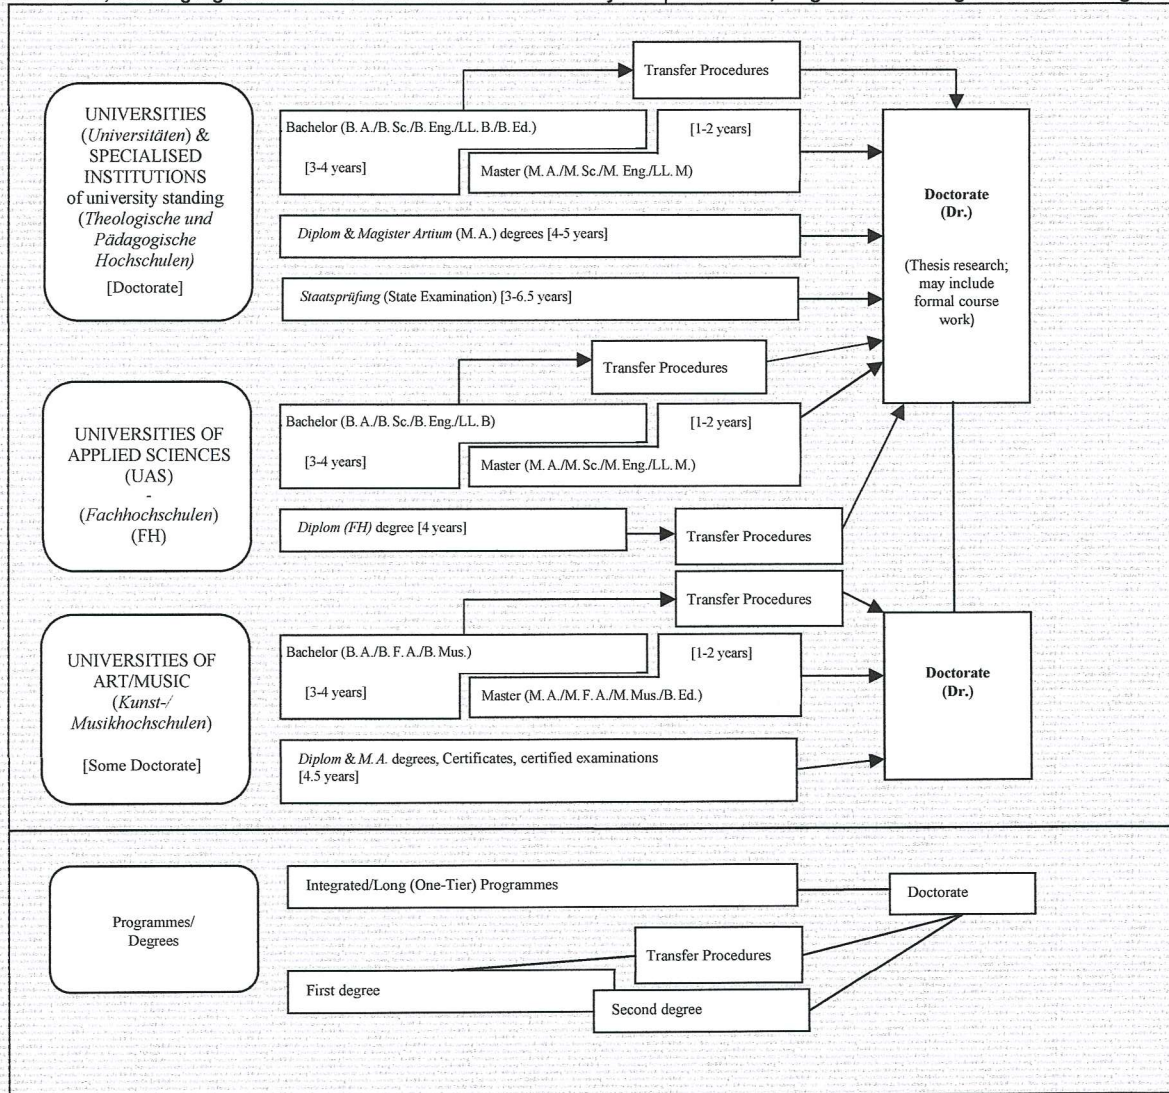 Transfer Procedures
UNIVERSITIES
(Universitäten) &
SPECIALISED
INSTITUTIONS
of university standing
(Theologische und
Pädagogische
Hochschulen)
[Doctorate]
Bachelor (B. A./B. Sc./B. Eng./LL. B./B. Ed.)
[3-4 years]
[1-2 years]
Master (M. A./M. Sc./M. Eng./LL. M)
Diplom & Magister Artium (M. A.) degrees [4-5 years]
Staatsprüfung (State Examination) [3-6.5 years]
Doctorate
(Dr.)
(Thesis research;
may include
formal course
work)
Transfer Procedures
UNIVERSITIES OF
APPLIED SCIENCES
(UAS)
-
(Fachhochschulen)
(FH)
Bachelor (B. A./B. Sc./B. Eng./LL. B)
[3-4 years]
[1-2 years]
Master (M. A./M. Sc./M. Eng./LL. M.)
Diplom (FH) degree [4 years]
Transfer Procedures
Transfer Procedures
UNIVERSITIES OF
ART/MUSIC
(Kunst-/
Musikhochschulen)
[Some Doctorate]
Bachelor (B. A./B. F. A./B. Mus.)
[3-4 years]
[1-2 years]
Master (M. A./M. F. A./M. Mus./B. Ed.)
Diplom & M. A. degrees, Certificates, certified examinations
[4.5 years]
Doctorate
(Dr.)
Programmes/
Degrees
Integrated/Long (One-Tier) Programmes
Doctorate
Transfer Procedures
First degree
Second degree